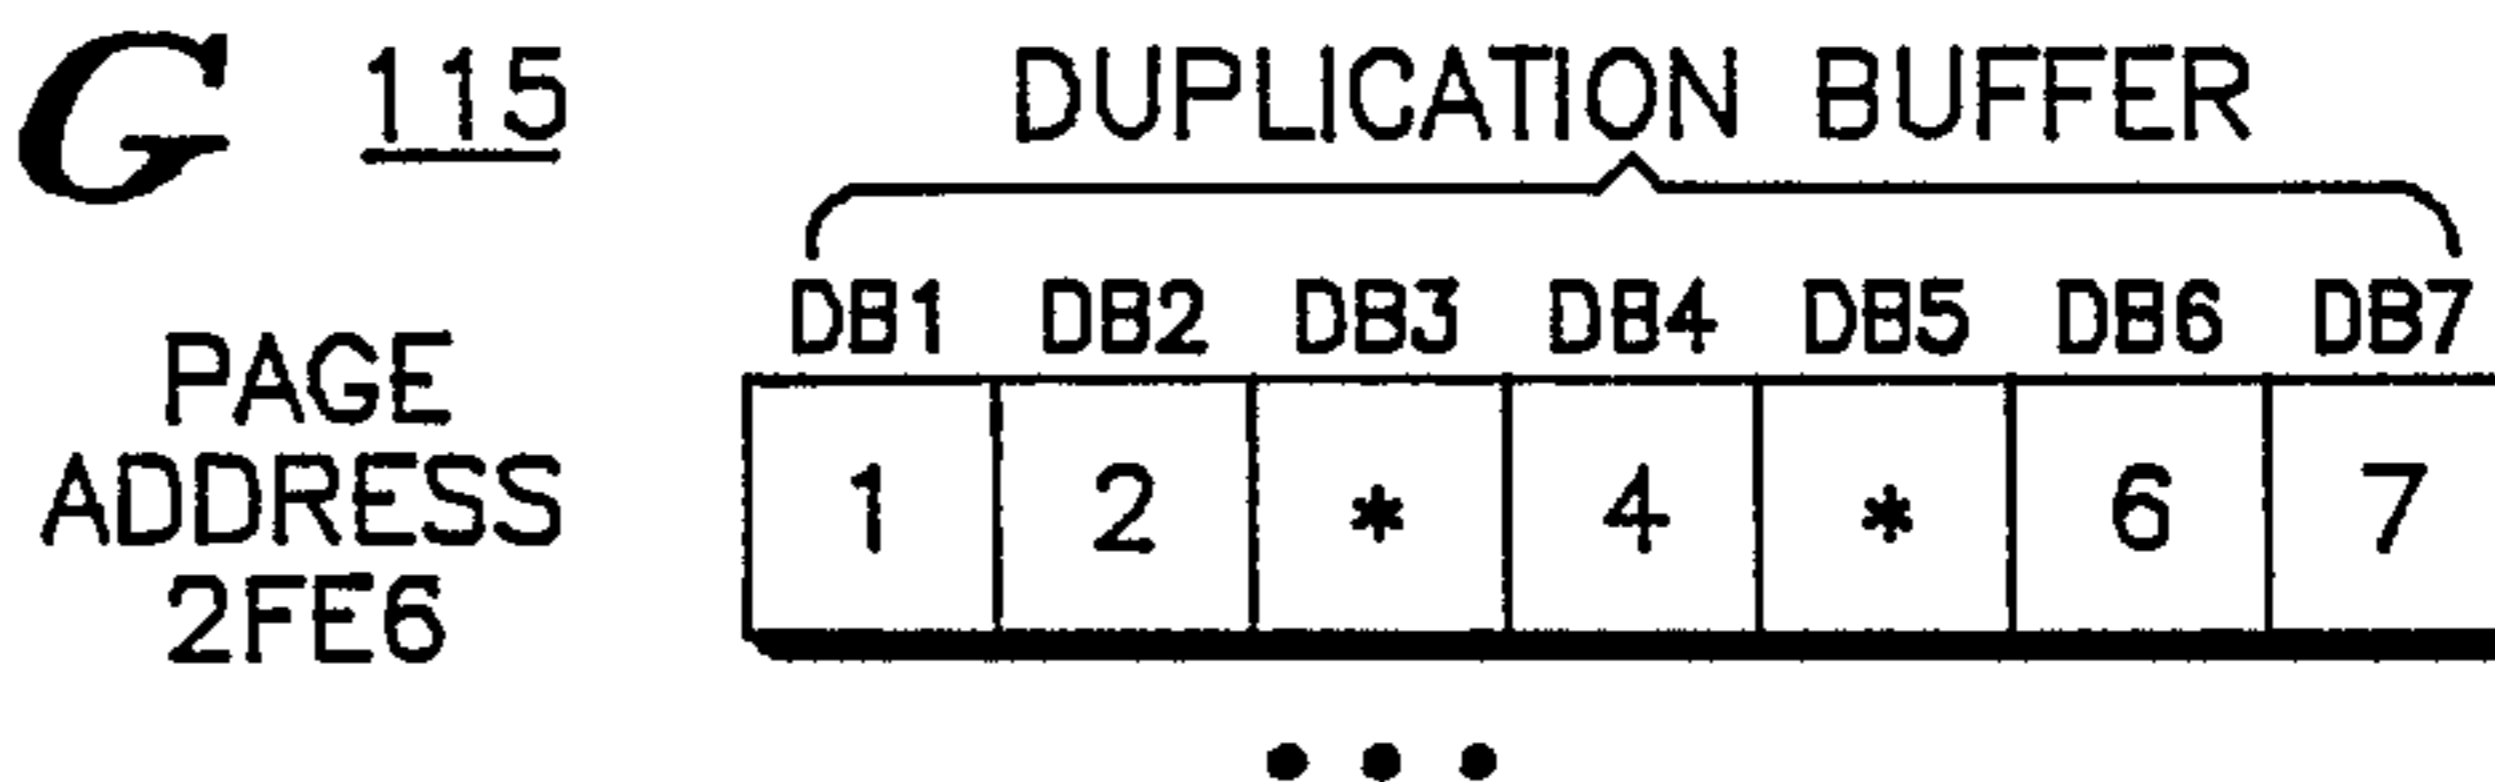 G 115 DUPLICATION BUFFER
DB1 DB2 DB3 DB4 DB5 DB6 DB7
PAGE
ADDRESS
2FE6
1 2 * 4 * 6 7
• • •